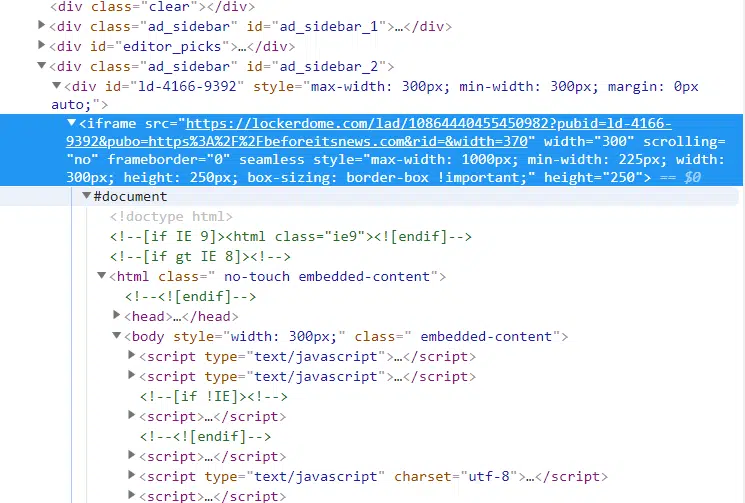 <div class="clear"></div>
<div class="ad_sidebar" id="ad_sidebar_1">…</div>
<div id="editor_picks">…</div>
<div class="ad_sidebar" id="ad_sidebar_2">
<div id="ld-4166-9392" style="max-width: 300px; min-width: 300px; margin: 0px
auto;">
<iframe src="https://lockerdome.com/lad/10864440455450982?pubid=ld-4166-
9392&pubo=https%3A%2F%2Fbeforeitsnews.com&rid=&width=370" width="300" scrolling=
"no" frameborder="0" seamless style="max-width: 1000px; min-width: 225px; width:
300px; height: 250px; box-sizing: border-box !important;" height="250"> == $0
#document
<!doctype html>
<!--[if IE 9]><html class="ie9"><![endif]-->
<!--[if gt IE 8]><!-->
<html class=" no-touch embedded-content">
<!--<![endif]-->
<head>…</head>
<body style="width: 300px;" class=" embedded-content">
<script type="text/javascript">…</script>
<script type="text/javascript">…</script>
<!--[if !IE]><!-->
<script>…</script>
<!--<![endif]-->
<script>…</script>
<script type="text/javascript" charset="utf-8">…</script>
<script>…</script>